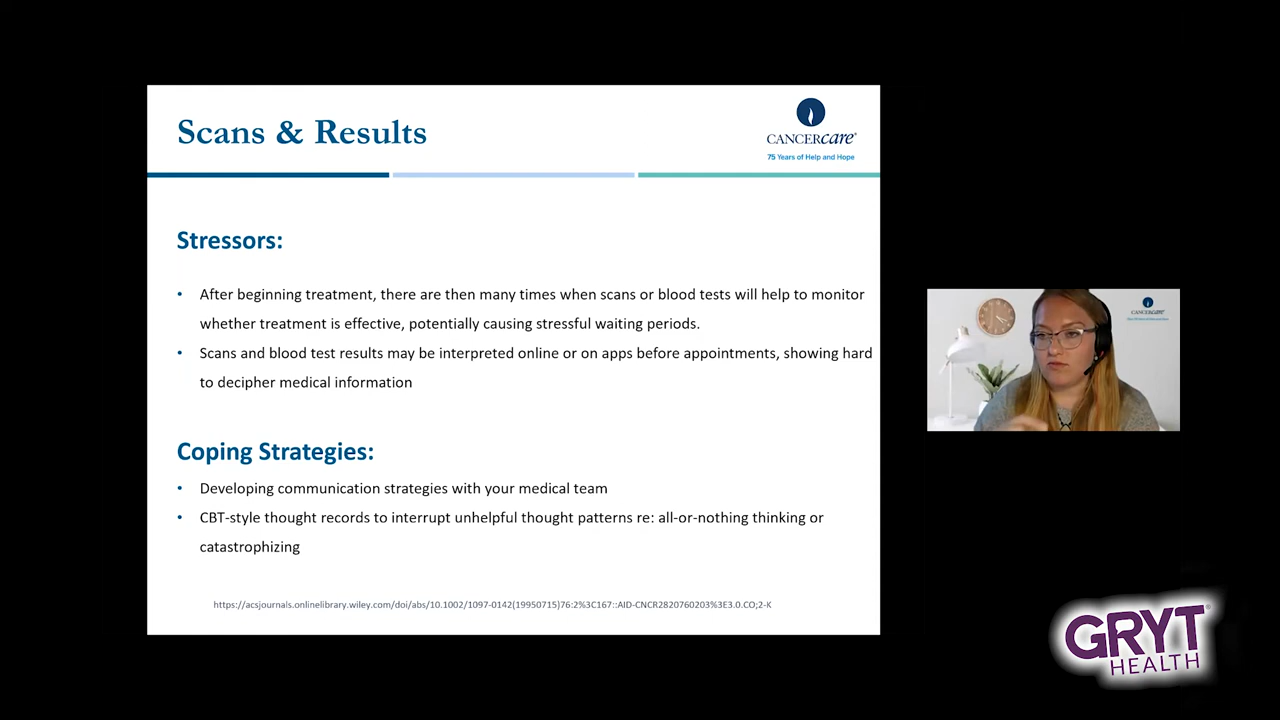 Scans & Results
CANCERcare®
75 Years of Help and Hope
Stressors:
• After beginning treatment, there are then many times when scans or blood tests will help to monitor
whether treatment is effective, potentially causing stressful waiting periods.
• Scans and blood test results may be interpreted online or on apps before appointments, showing hard
to decipher medical information
Coping Strategies:
• Developing communication strategies with your medical team
• CBT-style thought records to interrupt unhelpful thought patterns re: all-or-nothing thinking or
catastrophizing
https://acsjournals.onlinelibrary.wiley.com/doi/abs/10.1002/1097-0142(19950715)76:2%3C167::AID-CNCR2820760203%3E3.0.CO;2-K
CANCERcare
GRYT
HEALTH